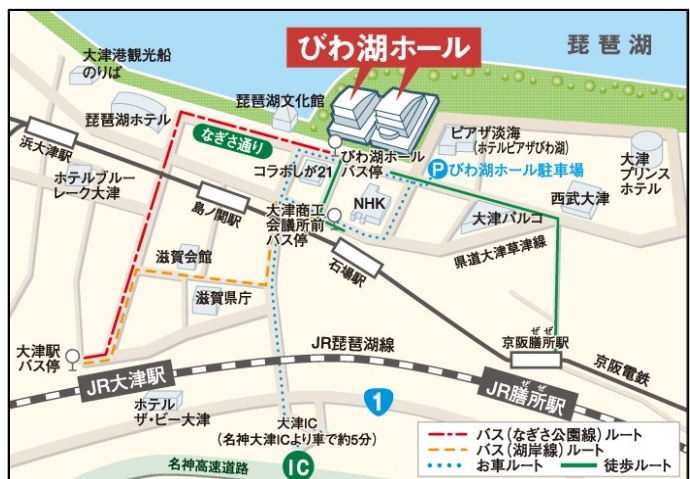 びわ湖ホール
琵琶湖
大津港観光船
のりば
琵琶湖ホテル
琵琶湖文化館
なぎさ通り
浜大津駅
ホテルブルー
レーク大津
コラボしが21
びわ湖ホール
バス停
ピアザ淡海
(ホテルピアザびわ湖)
P びわ湖ホール駐車場
大津
プリンス
ホテル
西武大津
大津パルコ
NHK
島ノ関駅
大津商工
会議所前
バス停
県道大津草津線
石場駅
滋賀会館
滋賀県庁
大津駅
バス停
JR大津駅
JR琵琶湖線
ぜぜ
京阪膳所駅
京阪電鉄
ぜぜ
JR膳所駅
ホテル
ザ・ビー大津
1
大津IC
(名神大津ICより車で約5分)
名神高速道路
IC
バス(なぎさ公園線)ルート
バス(湖岸線)ルート
お車ルート
徒歩ルート